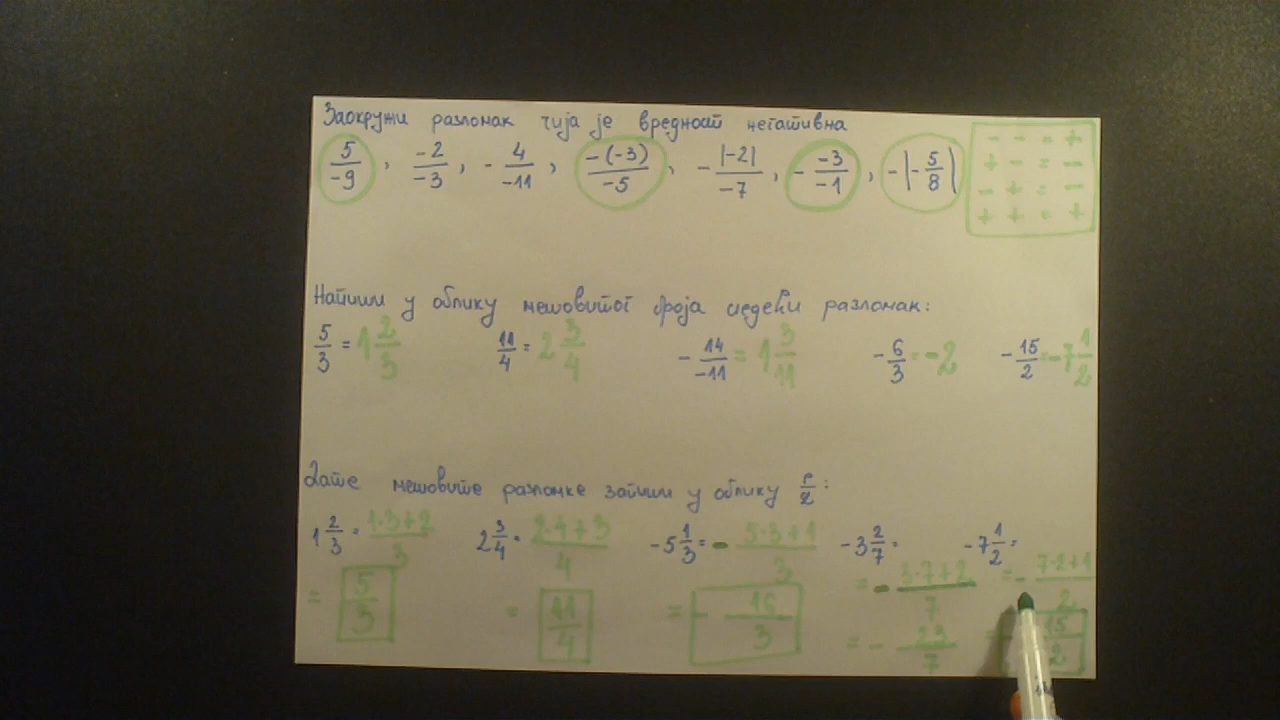 Заокружи разломак чија је вредност негативна
5/-9, -2/-3, - 4/-11, -(-3)/-5, - |-2|/-7, - -3/-1, -|-5/8|
- - = +
+ - = -
- + = -
+ + = +
Напиши у облику мешовитог броја следећи разломак:
5/3 = 1 2/3 11/4 = 2 3/4 - 14/-11 = 1 3/11 - 6/3 = -2 - 15/2 = -7 1/2
Дате мешовите разломке запиши у облику
1 2/3 = 1·3+2/3 2 3/4 = 2·4+3/4 -5 1/3 = - 5·3+1/3 -3 2/7 = -7 1/2 =
= - 3·7+2/7 = - 7·2+1/2
= 5/3 = 11/4 = - 16/3 = - 23/7 = 15/2